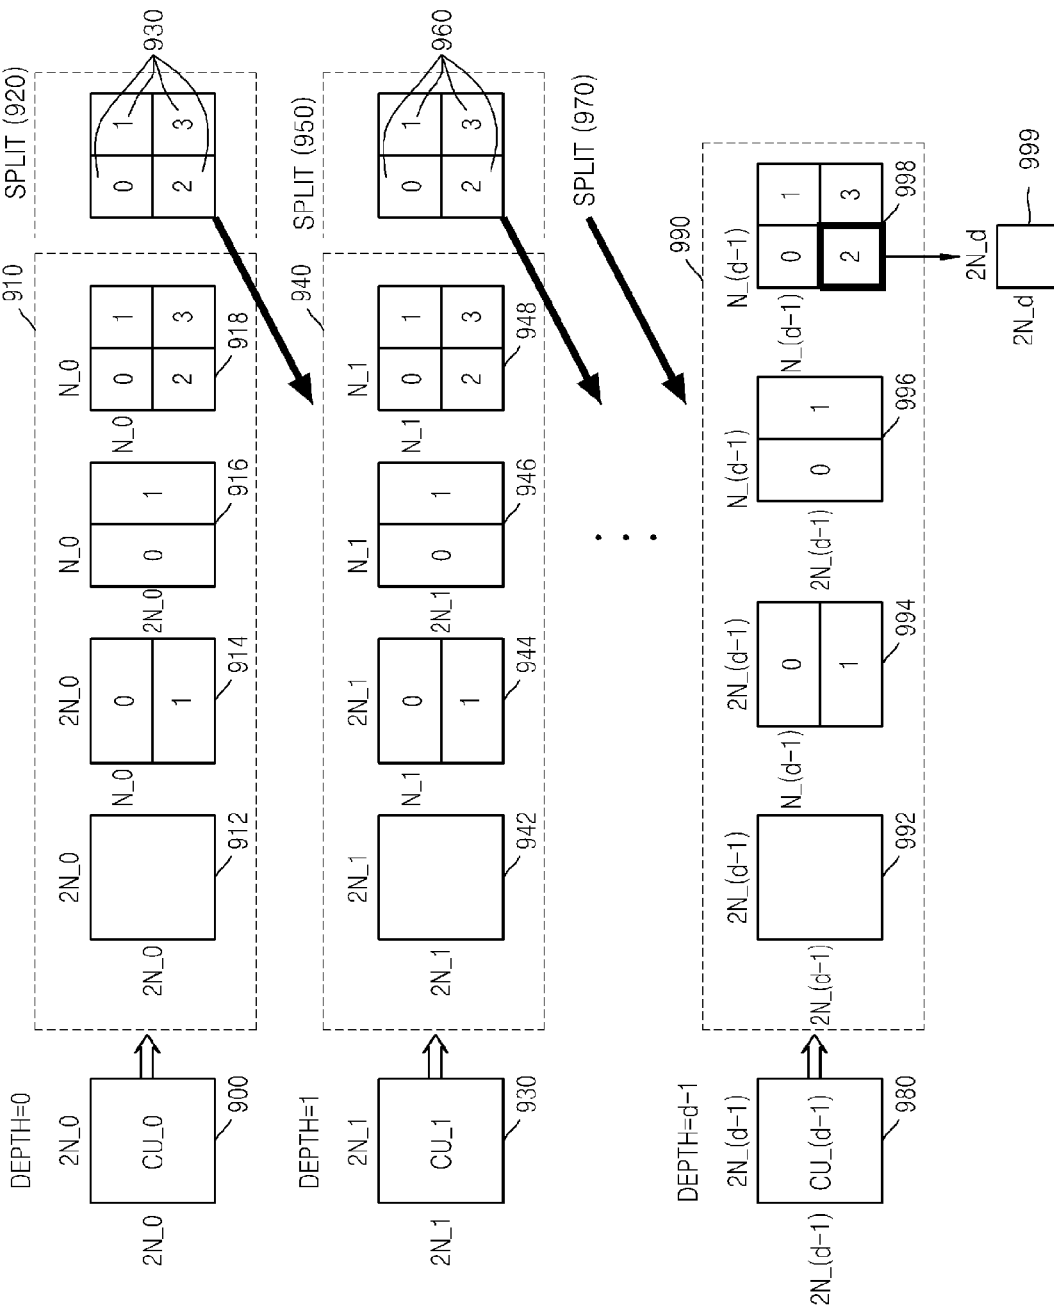 DEPTH=0
2N_0
2N_0
CU_0
900
910
2N_0
2N_0
912
2N_0
N_0
0
1
914
N_0
2N_0
0
1
916
N_0
N_0
0
1
2
3
918
SPLIT (920)
0
1
2
3
930
DEPTH=1
2N_1
2N_1
CU_1
930
940
2N_1
2N_1
942
2N_1
N_1
0
1
944
N_1
2N_1
0
1
946
N_1
N_1
0
1
2
3
948
SPLIT (950)
0
1
2
3
960
SPLIT (970)
DEPTH=d-1
2N_(d-1)
2N_(d-1)
CU_(d-1)
980
990
2N_(d-1)
2N_(d-1)
992
2N_(d-1)
N_(d-1)
0
1
994
N_(d-1)
2N_(d-1)
0
1
996
N_(d-1)
N_(d-1)
0
1
2
3
998
2N_d
2N_d
999